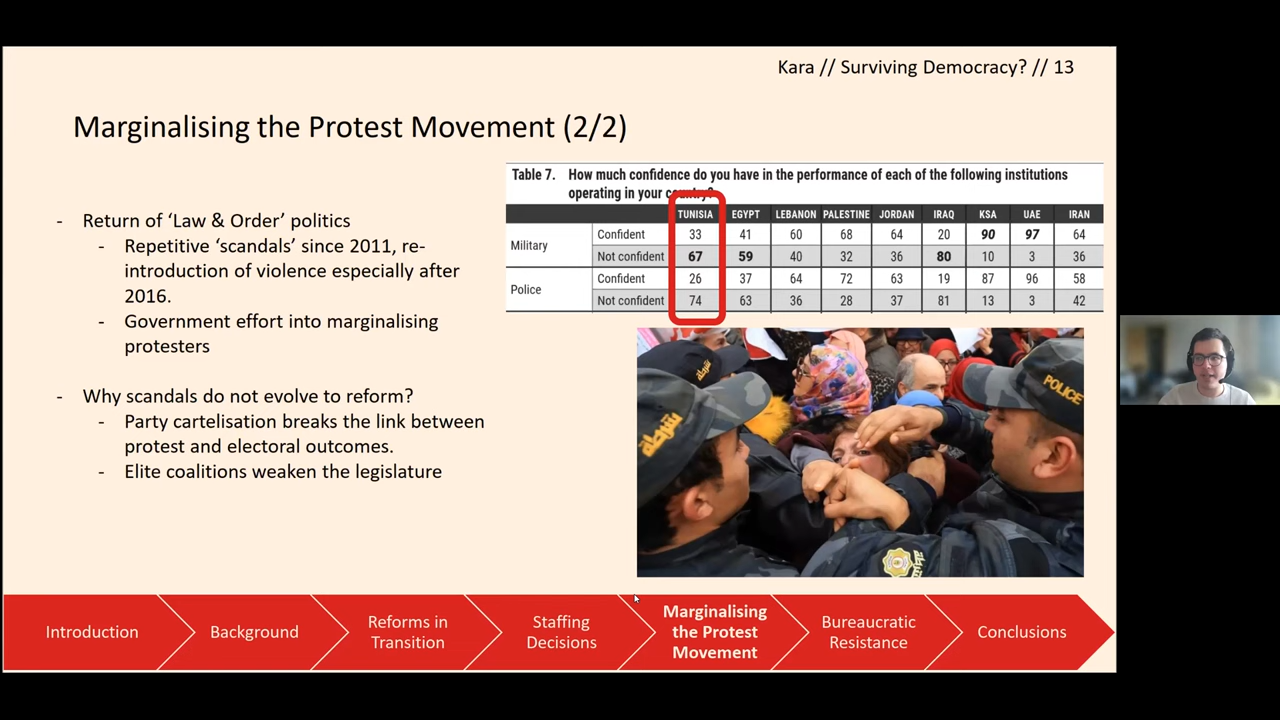 Kara // Surviving Democracy? // 13
Marginalising the Protest Movement (2/2)
- Return of ‘Law & Order’ politics
- Repetitive ‘scandals’ since 2011, re-
introduction of violence especially after
2016.
- Government effort into marginalising
protesters
- Why scandals do not evolve to reform?
- Party cartelisation breaks the link between
protest and electoral outcomes.
- Elite coalitions weaken the legislature
Table 7. How much confidence do you have in the performance of each of the following institutions
operating in your country?
TUNISIA EGYPT LEBANON PALESTINE JORDAN IRAQ KSA UAE IRAN
Military
Confident 33 41 60 68 64 20 90 97 64
Not confident 67 59 40 32 36 80 10 3 36
Police
Confident 26 37 64 72 63 19 87 96 58
Not confident 74 63 36 28 37 81 13 3 42
شرطة
شرطة
POLICE
Introduction
Background
Reforms in
Transition
Staffing
Decisions
Marginalising
the Protest
Movement
Bureaucratic
Resistance
Conclusions